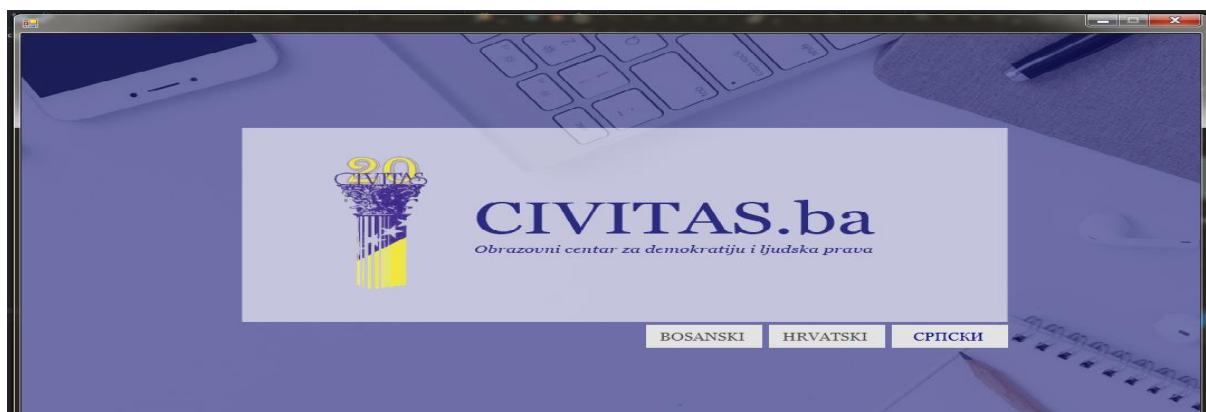 20
CIVITAS
CIVITAS.ba
Obrazovni centar za demokratiju i ljudska prava
BOSANSKI HRVATSKI СРПСКИ